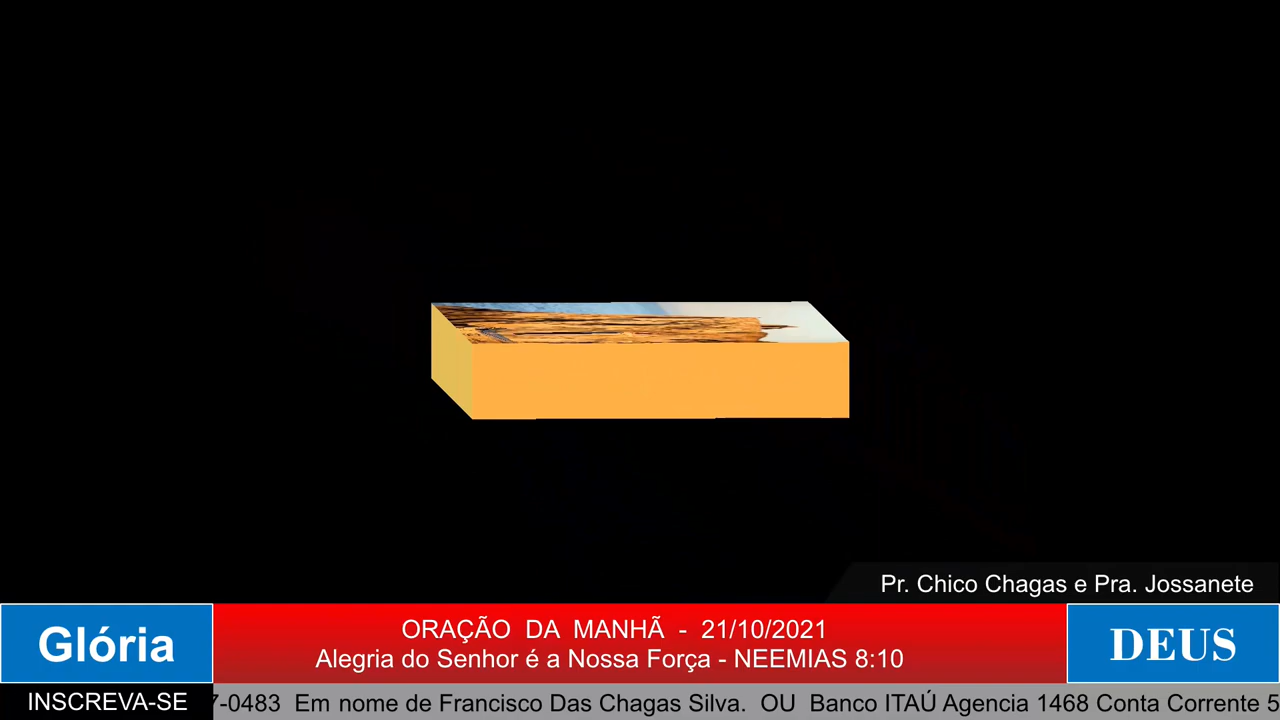 Pr. Chico Chagas e Pra. Jossanete
Glória
ORAÇÃO DA MANHÃ - 21/10/2021
Alegria do Senhor é a Nossa Força - NEEMIAS 8:10
DEUS
INSCREVA-SE
7-0483 Em nome de Francisco Das Chagas Silva. OU Banco ITAÚ Agencia 1468 Conta Corrente 5